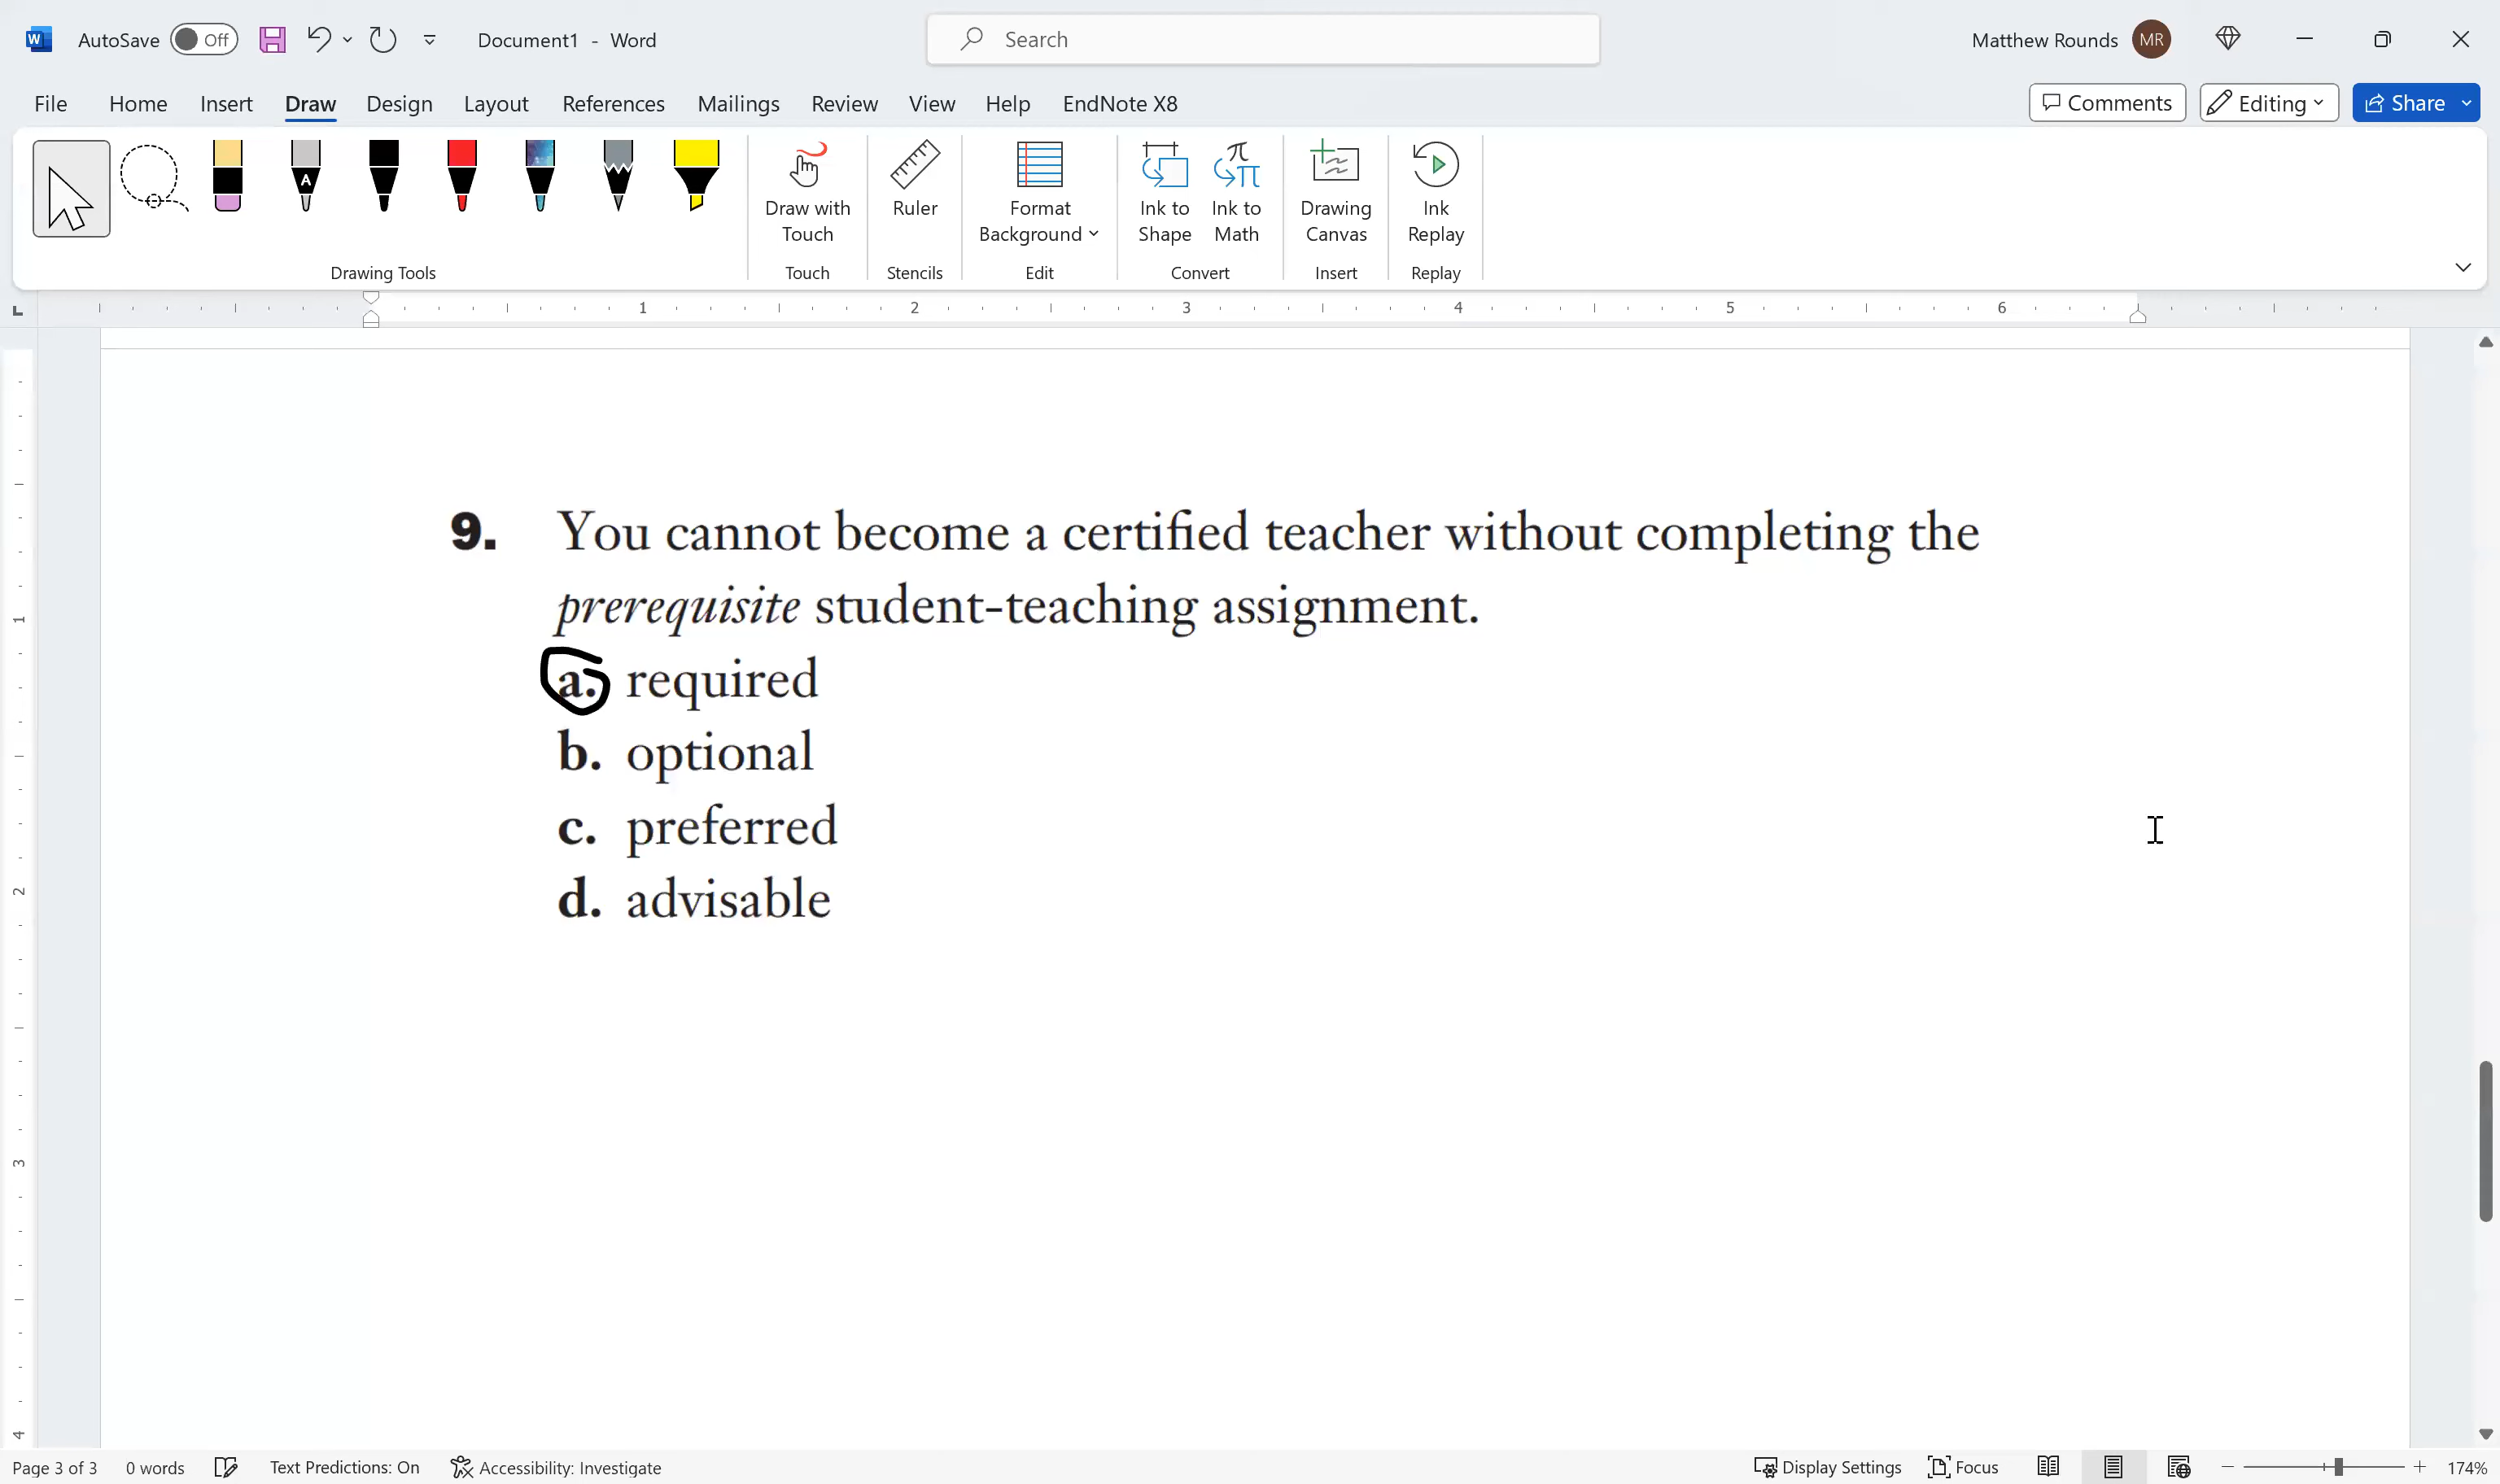 AutoSave Off Document1 - Word Search Matthew Rounds MR
File Home Insert Draw Design Layout References Mailings Review View Help EndNote X8 Comments Editing Share
A
Draw with Touch
Ruler
Format Background
Ink to Shape
Ink to Math
Drawing Canvas
Ink Replay
Drawing Tools Touch Stencils Edit Convert Insert Replay
L 1 2 3 4 5 6
9. You cannot become a certified teacher without completing the
prerequisite student-teaching assignment.
a. required
b. optional
c. preferred
d. advisable
1
2
3
4
Page 3 of 3 0 words Text Predictions: On Accessibility: Investigate Display Settings Focus 174%